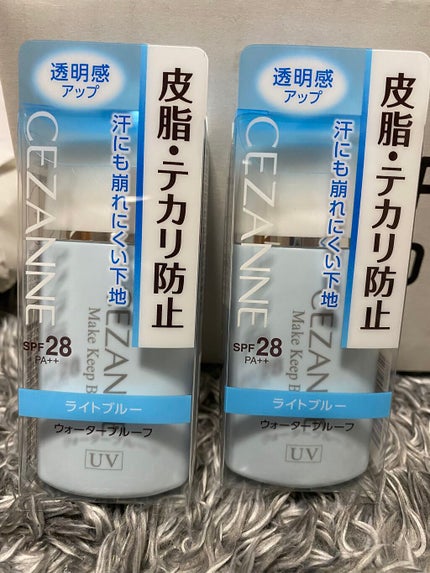 透明感
アップ
皮脂・テカリ防止
汗にも崩れにくい下地
CEZANNE
CEZAN
Make Keep B
SPF28
PA++
ライトブルー
ウォータープルーフ
UV
透明感
アップ
皮脂・テカリ防止
汗にも崩れにくい下地
CEZANNE
CEZAN
Make Keep B
SPF28
PA++
ライトブルー
ウォータープルーフ
UV